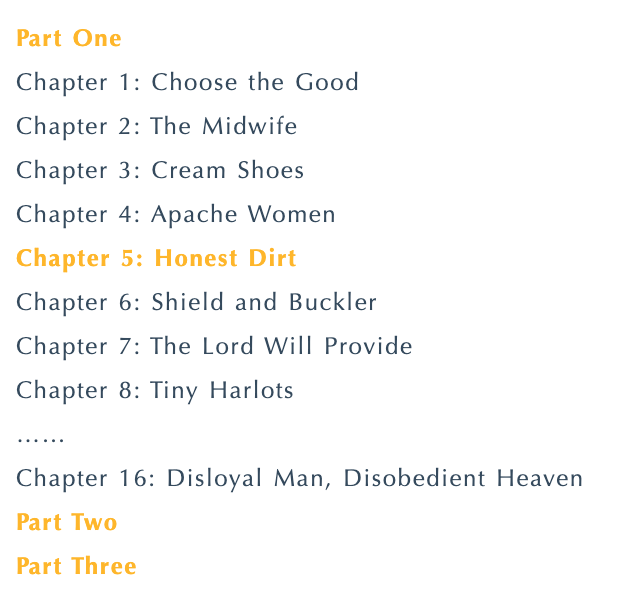 Part One
Chapter 1: Choose the Good
Chapter 2: The Midwife
Chapter 3: Cream Shoes
Chapter 4: Apache Women
Chapter 5: Honest Dirt
Chapter 6: Shield and Buckler
Chapter 7: The Lord Will Provide
Chapter 8: Tiny Harlots
……
Chapter 16: Disloyal Man, Disobedient Heaven
Part Two
Part Three